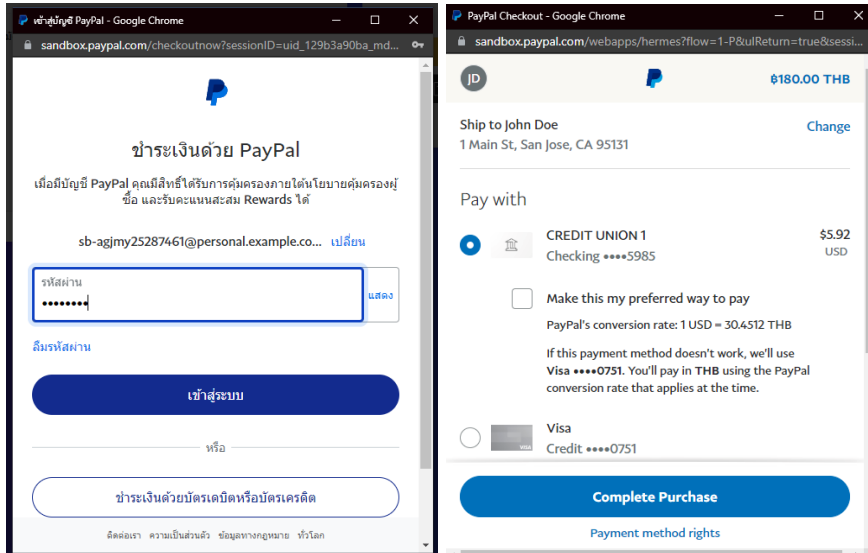 เข้าสู่บัญชี PayPal - Google Chrome
sandbox.paypal.com/checkoutnow?sessionID=uid_129b3a90ba_md...
ชำระเงินด้วย PayPal
เมื่อมีบัญชี PayPal คุณมีสิทธิ์ได้รับการคุ้มครองภายใต้นโยบายคุ้มครองผู้
ซื้อ และรับคะแนนสะสม Rewards ได้
sb-agjmy25287461@personal.example.co... เปลี่ยน
รหัสผ่าน
••••••••
แสดง
ลืมรหัสผ่าน
เข้าสู่ระบบ
หรือ
ชำระเงินด้วยบัตรเดบิตหรือบัตรเครดิต
ติดต่อเรา ความเป็นส่วนตัว ข้อมูลทางกฎหมาย ทั่วโลก
PayPal Checkout - Google Chrome
sandbox.paypal.com/webapps/hermes?flow=1-P&ulReturn=true&sessi...
JD
฿180.00 THB
Ship to John Doe
Change
1 Main St, San Jose, CA 95131
Pay with
CREDIT UNION 1
$5.92
Checking ••••5985
USD
Make this my preferred way to pay
PayPal's conversion rate: 1 USD = 30.4512 THB
If this payment method doesn't work, we'll use
Visa ••••0751. You'll pay in THB using the PayPal
conversion rate that applies at the time.
Visa
VISA
Credit ••••0751
Complete Purchase
Payment method rights